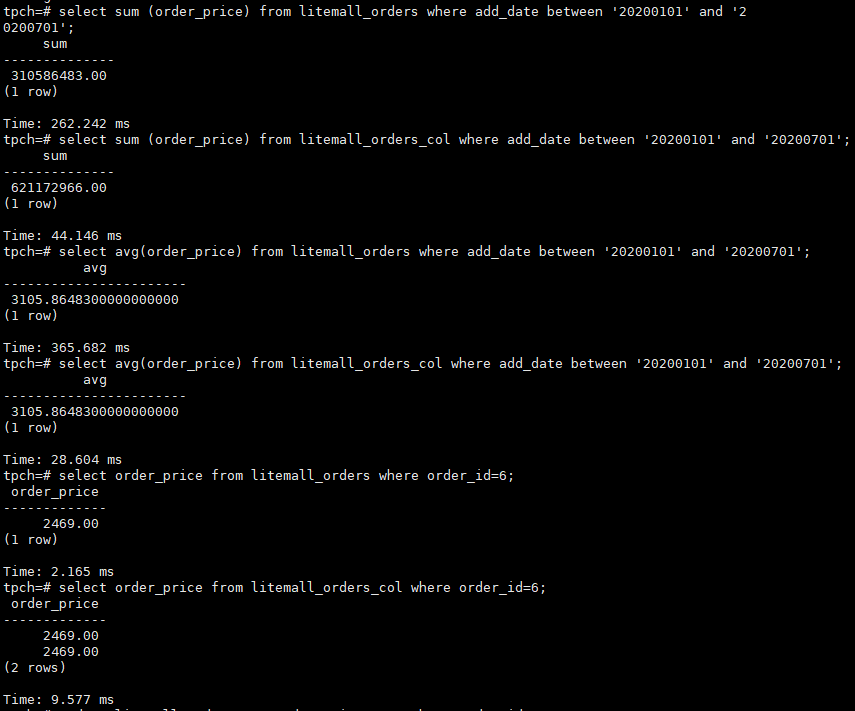 tpch=# select sum (order_price) from litemall_orders where add_date between '20200101' and '2
0200701';
sum
--------------
310586483.00
(1 row)
Time: 262.242 ms
tpch=# select sum (order_price) from litemall_orders_col where add_date between '20200101' and '20200701';
sum
--------------
621172966.00
(1 row)
Time: 44.146 ms
tpch=# select avg(order_price) from litemall_orders where add_date between '20200101' and '20200701';
avg
-----------------------
3105.8648300000000000
(1 row)
Time: 365.682 ms
tpch=# select avg(order_price) from litemall_orders_col where add_date between '20200101' and '20200701';
avg
-----------------------
3105.8648300000000000
(1 row)
Time: 28.604 ms
tpch=# select order_price from litemall_orders where order_id=6;
order_price
-------------
2469.00
(1 row)
Time: 2.165 ms
tpch=# select order_price from litemall_orders_col where order_id=6;
order_price
-------------
2469.00
2469.00
(2 rows)
Time: 9.577 ms